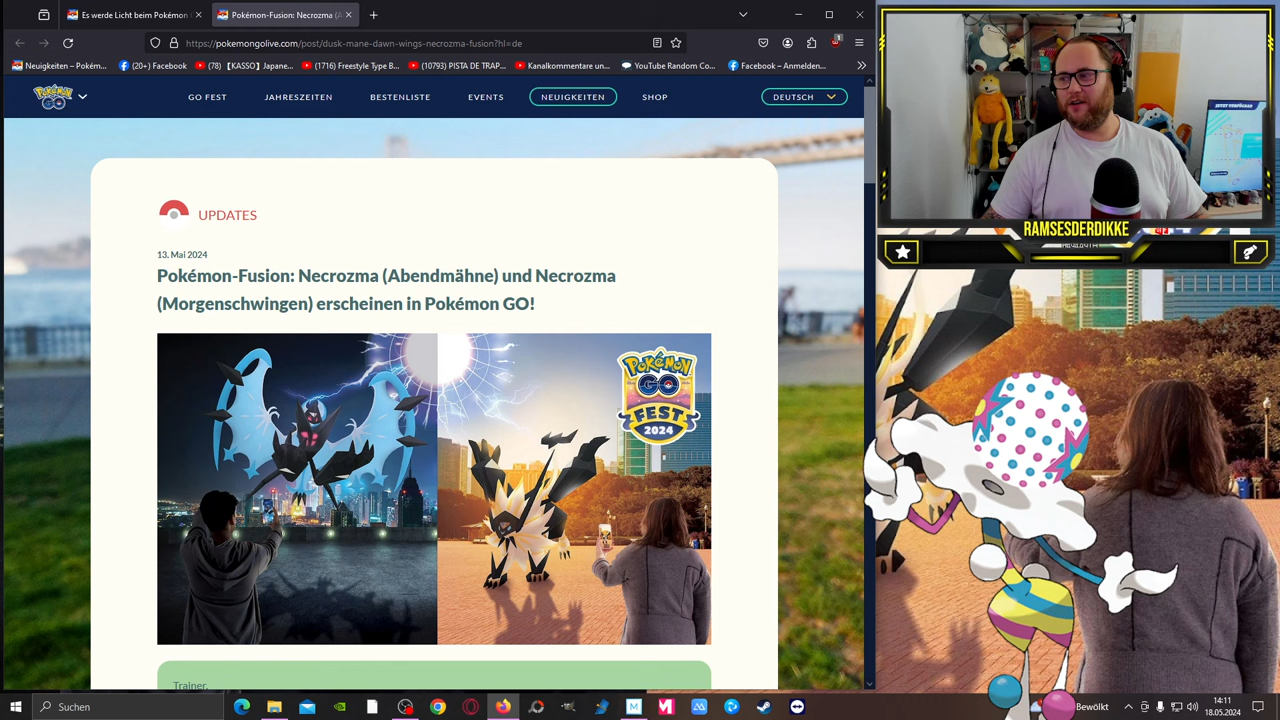 Es werde Licht beim Pokémon
Pokémon-Fusion: Necrozma (A
https://pokemongolive.com/post/dusk-mane-dawn-wings-necrozma-fusion?hl=de
Neuigkeiten – Pokém...
(20+) Facebook
(78) 【KASSO】Japane...
(1716) Freestyle Type B...
(10793) PISTA DE TRAP...
Kanalkommentare un...
YouTube Random Co...
Facebook – Anmelden...
POKÉMON GO
GO FEST
JAHRESZEITEN
BESTENLISTE
EVENTS
NEUIGKEITEN
SHOP
DEUTSCH
UPDATES
13. Mai 2024
Pokémon-Fusion: Necrozma (Abendmähne) und Necrozma
(Morgenschwingen) erscheinen in Pokémon GO!
POKÉMON
GO
FEST
2024
Trainer,
JETZT VERFÜGBAR
RAMSESDERDIKKE
Suchen
Bewölkt
14:11
18.05.2024